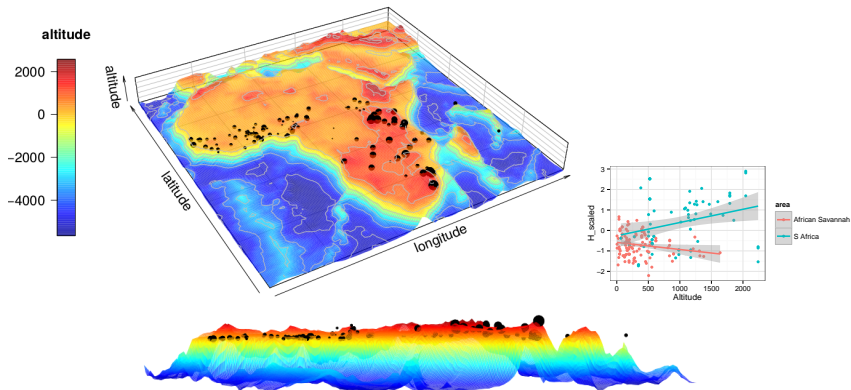 altitude
2000
0
−2000
−4000
altitude
latitude
longitude
3
2
1
0
−1
−2
H_scaled
0
500
1000
1500
2000
Altitude
area
African Savannah
S Africa